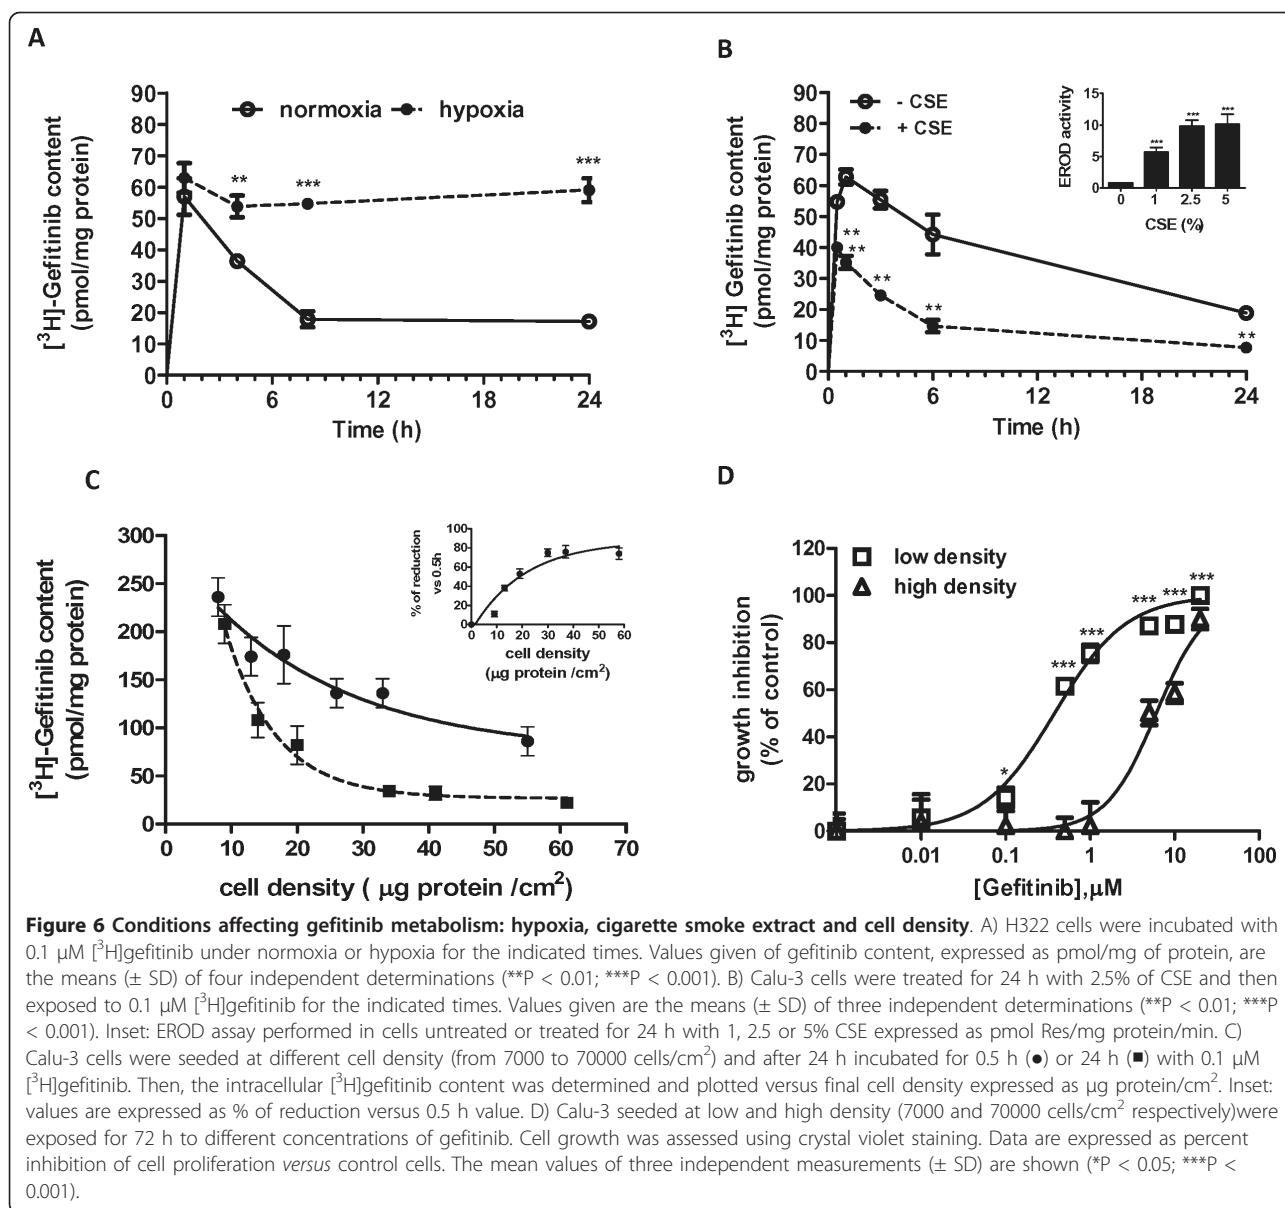 A
normoxia
hypoxia
[³H]-Gefitinib content
(pmol/mg protein)
90
80
70
60
50
40
30
20
10
0
**
***
***
0
6
12
18
24
Time (h)
B
- CSE
+ CSE
[³H] Gefitinib content
(pmol/mg protein)
90
80
70
60
50
40
30
20
10
0
**
**
**
**
**
0
6
12
18
24
Time (h)
EROD activity
15
10
5
0
***
***
***
0
1
2.5
5
CSE (%)
C
[³H]-Gefitinib content
(pmol/mg protein)
300
250
200
150
100
50
0
0
10
20
30
40
50
60
70
cell density ( μg protein /cm²)
% of reduction
vs 0.5h
100
80
60
40
20
0
0
10
20
30
40
50
60
cell density
(μg protein /cm²)
D
low density
high density
growth inhibition
(% of control)
120
100
80
60
40
20
0
*
***
***
***
***
***
0.01
0.1
1
10
100
[Gefitinib],μM
Figure 6 Conditions affecting gefitinib metabolism: hypoxia, cigarette smoke extract and cell density. A) H322 cells were incubated with
0.1 μM [³H]gefitinib under normoxia or hypoxia for the indicated times. Values given of gefitinib content, expressed as pmol/mg of protein, are
the means (± SD) of four independent determinations (**P < 0.01; ***P < 0.001). B) Calu-3 cells were treated for 24 h with 2.5% of CSE and then
exposed to 0.1 μM [³H]gefitinib for the indicated times. Values given are the means (± SD) of three independent determinations (**P < 0.01; ***P
< 0.001). Inset: EROD assay performed in cells untreated or treated for 24 h with 1, 2.5 or 5% CSE expressed as pmol Res/mg protein/min. C)
Calu-3 cells were seeded at different cell density (from 7000 to 70000 cells/cm²) and after 24 h incubated for 0.5 h (●) or 24 h (■) with 0.1 μM
[³H]gefitinib. Then, the intracellular [³H]gefitinib content was determined and plotted versus final cell density expressed as μg protein/cm². Inset:
values are expressed as % of reduction versus 0.5 h value. D) Calu-3 seeded at low and high density (7000 and 70000 cells/cm² respectively)were
exposed for 72 h to different concentrations of gefitinib. Cell growth was assessed using crystal violet staining. Data are expressed as percent
inhibition of cell proliferation versus control cells. The mean values of three independent measurements (± SD) are shown (*P < 0.05; ***P <
0.001).